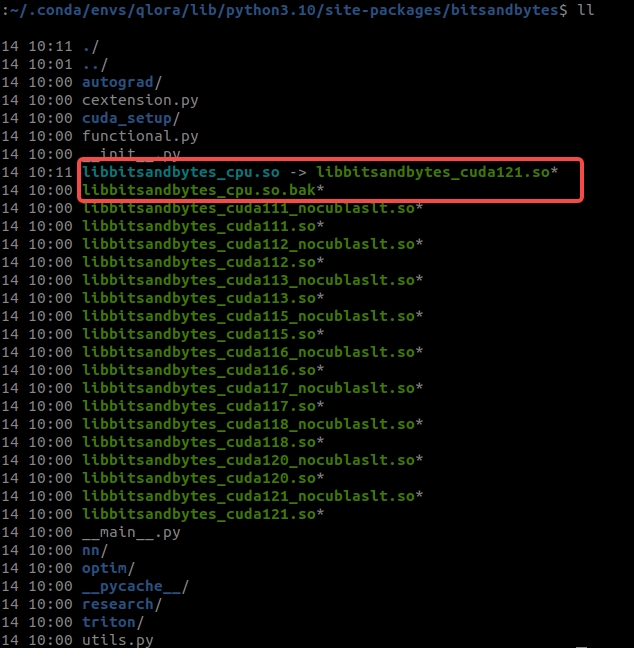 :~/.conda/envs/qlora/lib/python3.10/site-packages/bitsandbytes$ ll
14 10:11 ./
14 10:01 ../
14 10:00 autograd/
14 10:00 cextension.py
14 10:00 cuda_setup/
14 10:00 functional.py
14 10:00 __init__.py
14 10:11 libbitsandbytes_cpu.so -> libbitsandbytes_cuda121.so*
14 10:00 libbitsandbytes_cpu.so.bak*
14 10:00 libbitsandbytes_cuda111_nocublaslt.so*
14 10:00 libbitsandbytes_cuda111.so*
14 10:00 libbitsandbytes_cuda112_nocublaslt.so*
14 10:00 libbitsandbytes_cuda112.so*
14 10:00 libbitsandbytes_cuda113_nocublaslt.so*
14 10:00 libbitsandbytes_cuda113.so*
14 10:00 libbitsandbytes_cuda115_nocublaslt.so*
14 10:00 libbitsandbytes_cuda115.so*
14 10:00 libbitsandbytes_cuda116_nocublaslt.so*
14 10:00 libbitsandbytes_cuda116.so*
14 10:00 libbitsandbytes_cuda117_nocublaslt.so*
14 10:00 libbitsandbytes_cuda117.so*
14 10:00 libbitsandbytes_cuda118_nocublaslt.so*
14 10:00 libbitsandbytes_cuda118.so*
14 10:00 libbitsandbytes_cuda120_nocublaslt.so*
14 10:00 libbitsandbytes_cuda120.so*
14 10:00 libbitsandbytes_cuda121_nocublaslt.so*
14 10:00 libbitsandbytes_cuda121.so*
14 10:00 __main__.py
14 10:00 nn/
14 10:00 optim/
14 10:00 __pycache__/
14 10:00 research/
14 10:00 triton/
14 10:00 utils.py